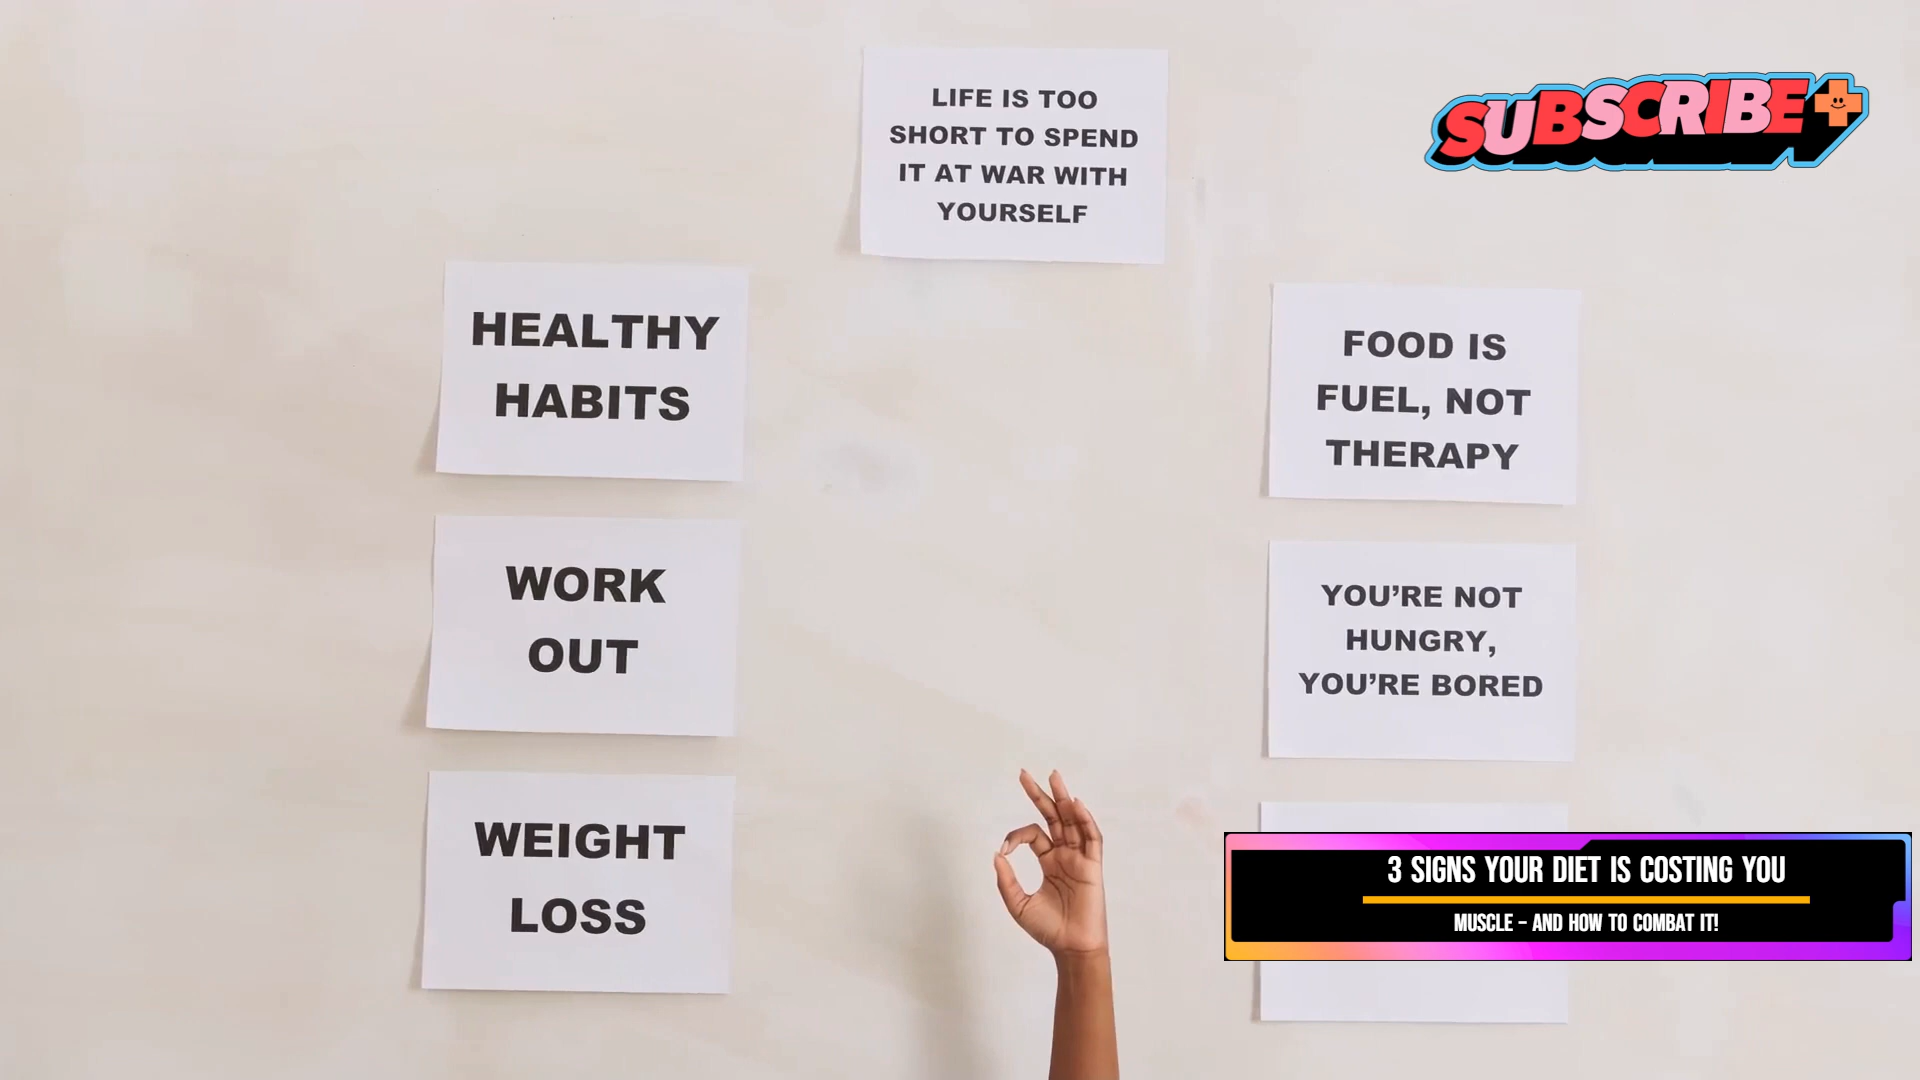 LIFE IS TOO
SHORT TO SPEND
IT AT WAR WITH
YOURSELF
SUBSCRIBE
HEALTHY
HABITS
FOOD IS
FUEL, NOT
THERAPY
WORK
OUT
YOU'RE NOT
HUNGRY,
YOU'RE BORED
WEIGHT
LOSS
3 SIGNS YOUR DIET IS COSTING YOU
MUSCLE – AND HOW TO COMBAT IT!